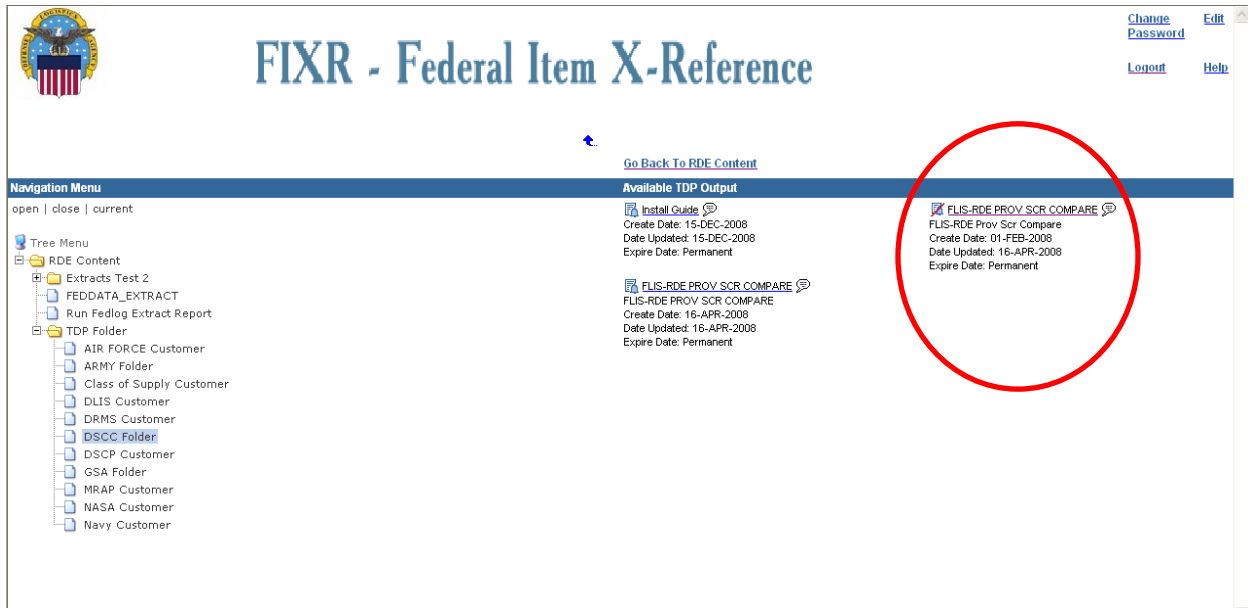 FIXR - Federal Item X-Reference
Change Password
Edit
Logout
Help
Go Back To RDE Content
Navigation Menu
Available TDP Output
open | close | current
Tree Menu
RDE Content
Extracts Test 2
FEDDATA_EXTRACT
Run Fedlog Extract Report
TDP Folder
AIR FORCE Customer
ARMY Folder
Class of Supply Customer
DLIS Customer
DRMS Customer
DSCC Folder
DSCP Customer
GSA Folder
MRAP Customer
NASA Customer
Navy Customer
Install Guide
Create Date: 15-DEC-2008
Date Updated: 15-DEC-2008
Expire Date: Permanent
FLIS-RDE PROV SCR COMPARE
FLIS-RDE PROV SCR COMPARE
Create Date: 16-APR-2008
Date Updated: 16-APR-2008
Expire Date: Permanent
FLIS-RDE PROV SCR COMPARE
FLIS-RDE Prov Scr Compare
Create Date: 01-FEB-2008
Date Updated: 16-APR-2008
Expire Date: Permanent